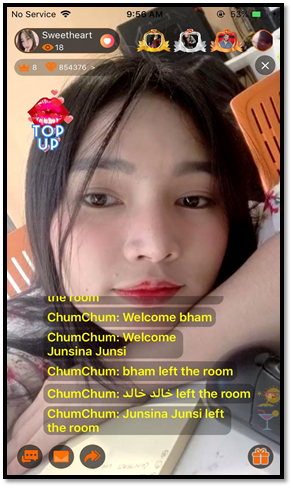 No Service 9:56 AM 53%
Sweetheart
18
8 854376 >
TOP
UP
the room
ChumChum: Welcome bham
ChumChum: Welcome
Junsina Junsi
ChumChum: bham left the room
ChumChum: خالد خالد left the room
ChumChum: Junsina Junsi left
the room